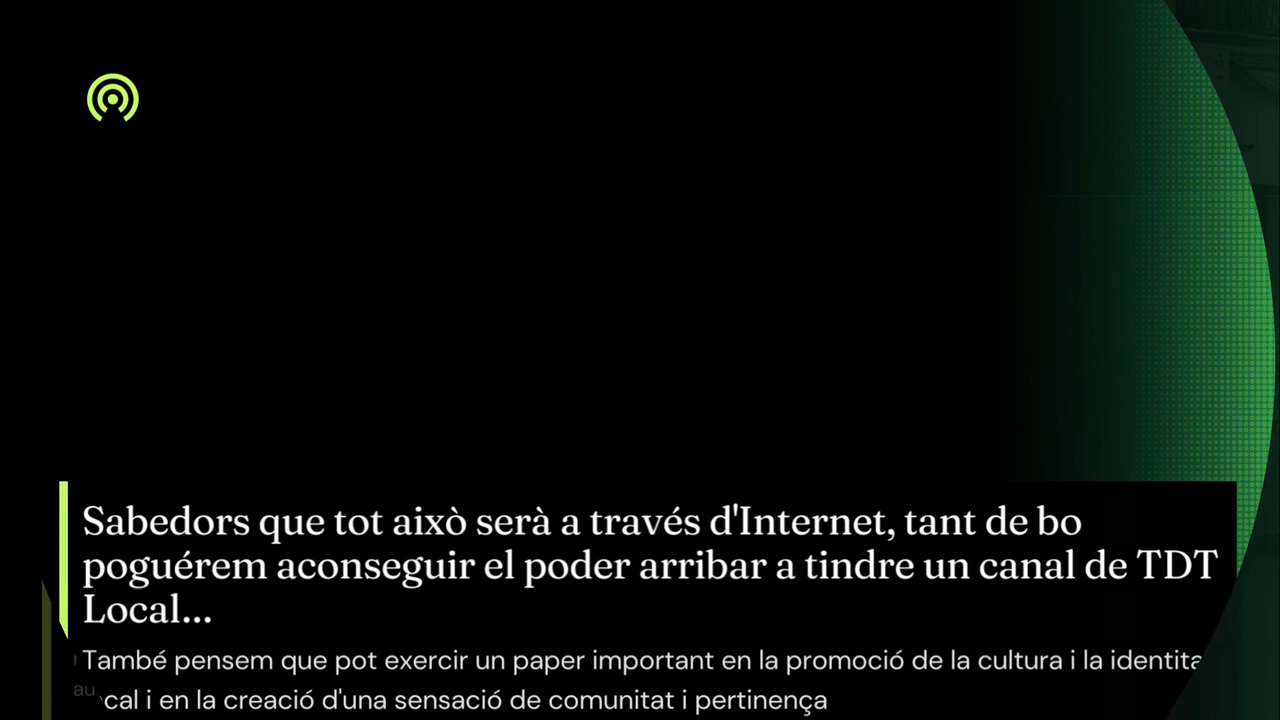 Sabedors que tot això serà a través d'Internet, tant de bo
poguérem aconseguir el poder arribar a tindre un canal de TDT
Local...
També pensem que pot exercir un paper important en la promoció de la cultura i la
cal i en la creació d'una sensació de comunitat i pertinença